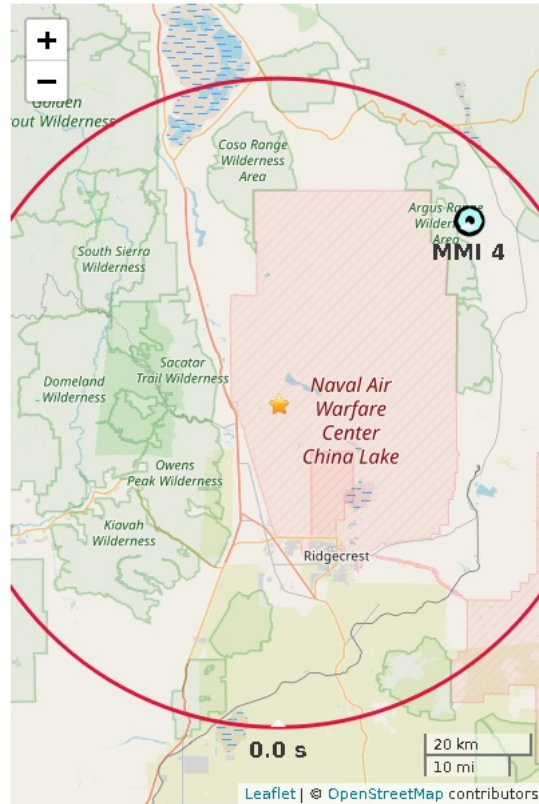 +
−
Golden
out Wilderness
Coso Range
Wilderness
Area
Argus Range
Wilderness
Area
MMI 4
South Sierra
Wilderness
Sacatar
Trail Wilderness
Domeland
Wilderness
Naval Air
Warfare
Center
China Lake
Owens
Peak Wilderness
Kiavah
Wilderness
Ridgecrest
0.0 s
20 km
10 mi
Leaflet | © OpenStreetMap contributors